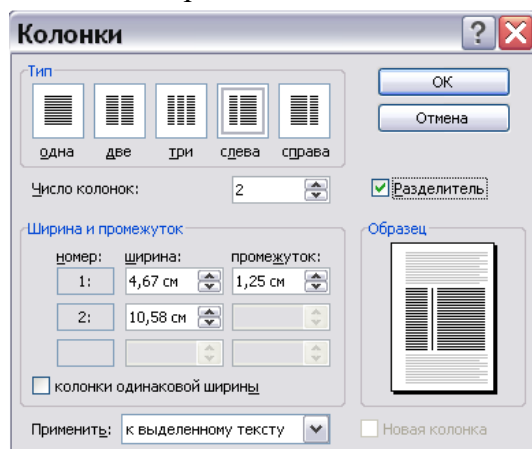 Колонки
Тип
одна две три слева справа
ОК
Отмена
Число колонок: 2
Разделитель
Ширина и промежуток
Образец
номер: ширина: промежуток:
1: 4,67 см 1,25 см
2: 10,58 см
колонки одинаковой ширины
Применить: к выделенному тексту
Новая колонка